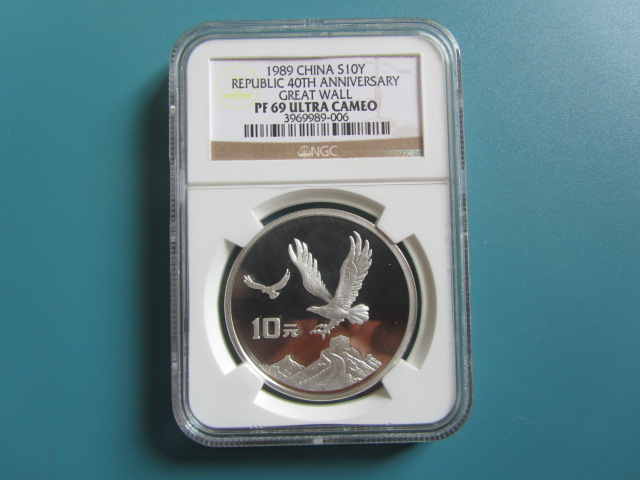 1989 CHINA S10Y
REPUBLIC 40TH ANNIVERSARY
GREAT WALL
PF 69 ULTRA CAMEO
3969989-006
NGC
10元